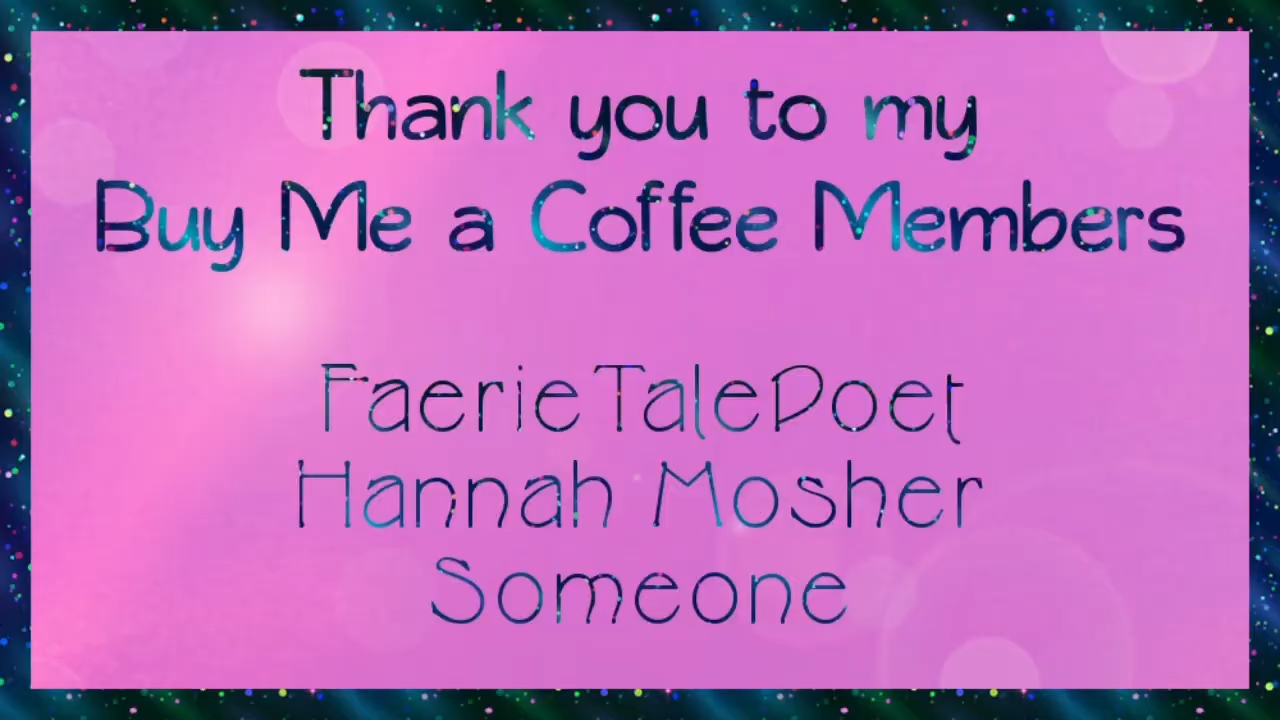 Thank you to my
Buy Me a Coffee Members
FaerieTalePoet
Hannah Mosher
Someone